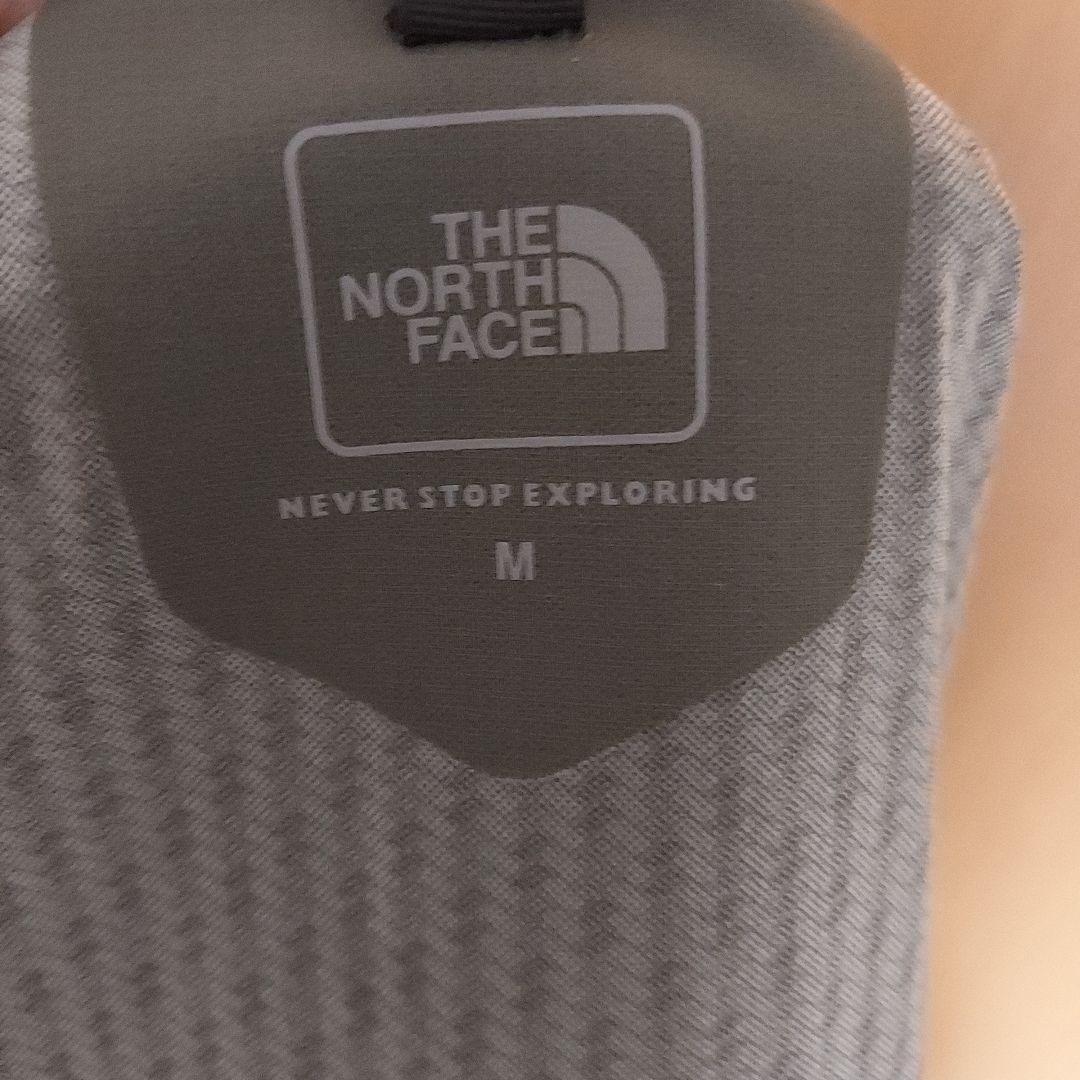 THE
NORTH
FACE
NEVER STOP EXPLORING
M